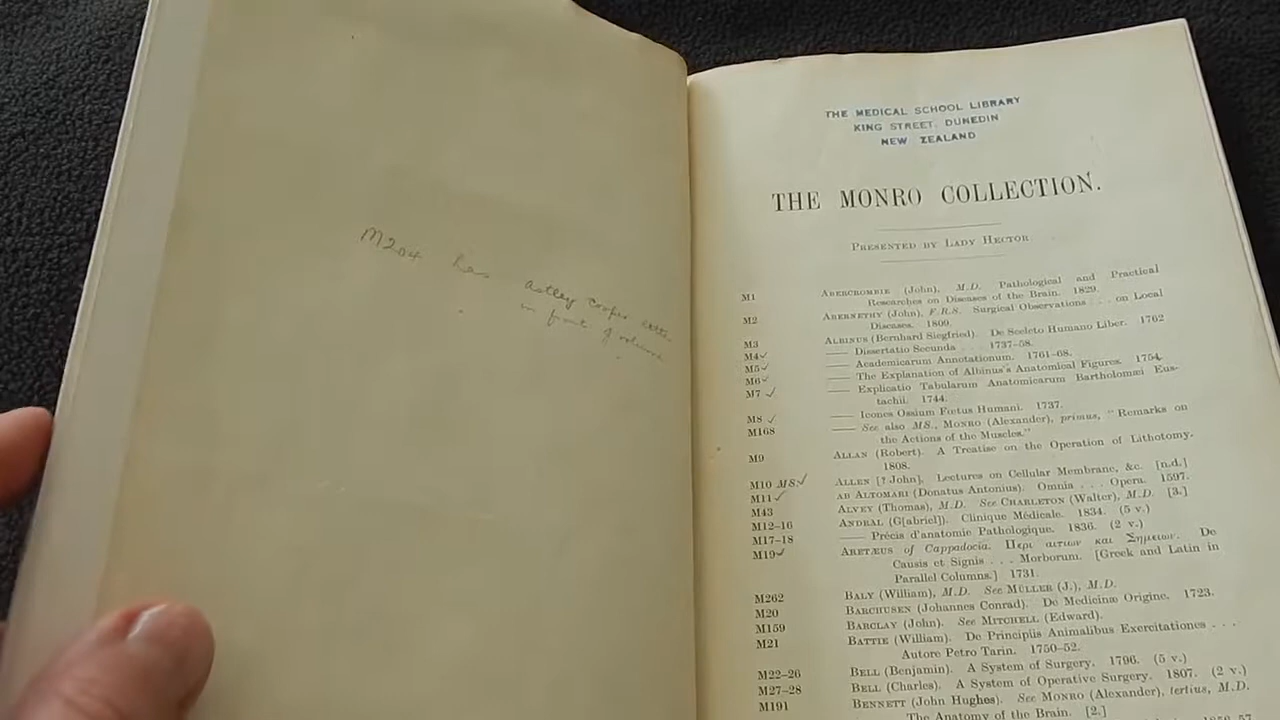 M204 has Astley Cooper
in front of volume
THE MEDICAL SCHOOL LIBRARY
KING STREET, DUNEDIN
NEW ZEALAND
THE MONRO COLLECTION.
PRESENTED BY LADY HECTOR
M1 ABERCROMBIE (John), M.D. Pathological and Practical
Researches on Diseases of the Brain. 1829.
M2 ABERNETHY (John), F.R.S. Surgical Observations . . . on Local
Diseases. 1809.
M3 ALBINUS (Bernhard Siegfried). De Sceleto Humano Liber. 1762
M4✓ —— Dissertatio Secunda . . . 1737-58.
M5✓ —— Academicarum Annotationum. 1761-68.
M6✓ —— The Explanation of Albinus's Anatomical Figures. 1754.
M7 ✓ —— Explicatio Tabularum Anatomicarum Bartholomæi Eus-
tachii. 1744.
M8 ✓ —— Icones Ossium Fœtus Humani. 1737.
M168 —— See also MS., MONRO (Alexander), primus, "Remarks on
the Actions of the Muscles."
M9 ALLAN (Robert). A Treatise on the Operation of Lithotomy.
1808.
M10 MS✓ ALLEN [? John]. Lectures on Cellular Membrane, &c. [n.d.]
M11✓ AB ALTOMARI (Donatus Antonius). Omnia . . . Opera. 1597.
M43 ALVEY (Thomas), M.D. See CHARLETON (Walter), M.D. [3.]
M12-16 ANDRAL (G[abriel]). Clinique Médicale. 1834. (5 v.)
M17-18 —— Précis d'anatomie Pathologique. 1836. (2 v.)
M19✓ ARETÆUS of Cappadocia. Περι αιτιων και Σημειων. De
Causis et Signis . . . Morborum. [Greek and Latin in
Parallel Columns.] 1731.
M262 BALY (William), M.D. See MÜLLER (J.), M.D.
M20 BARCHUSEN (Johannes Conrad). De Medicinæ Origine. 1723.
M159 BARCLAY (John). See MITCHELL (Edward).
M21 BATTIE (William). De Principiis Animalibus Exercitationes . . .
Autore Petro Tarin. 1750-52.
M22-26 BELL (Benjamin). A System of Surgery. 1796. (5 v.)
M27-28 BELL (Charles). A System of Operative Surgery. 1807. (2 v.)
M191 BENNETT (John Hughes). See MONRO (Alexander), tertius, M.D.
The Anatomy of the Brain. [2.]